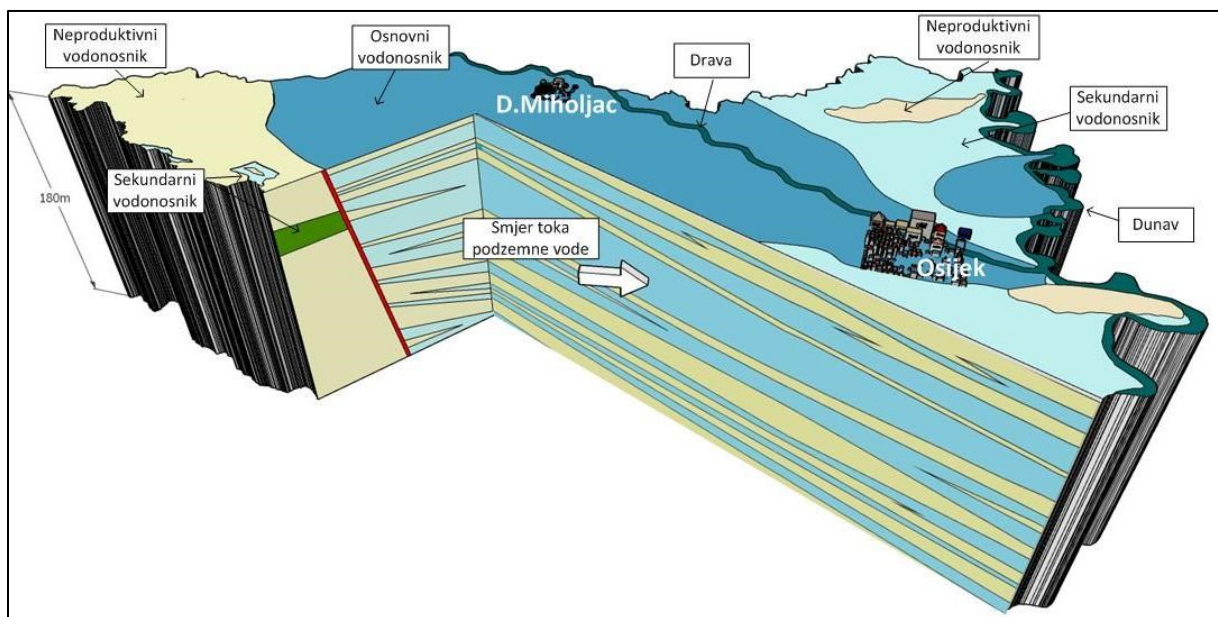 Neproduktivni
vodonosnik
Osnovni
vodonosnik
Drava
Neproduktivni
vodonosnik
D.Miholjac
Sekundarni
vodonosnik
Sekundarni
vodonosnik
180m
Smjer toka
podzemne vode
Dunav
Osijek